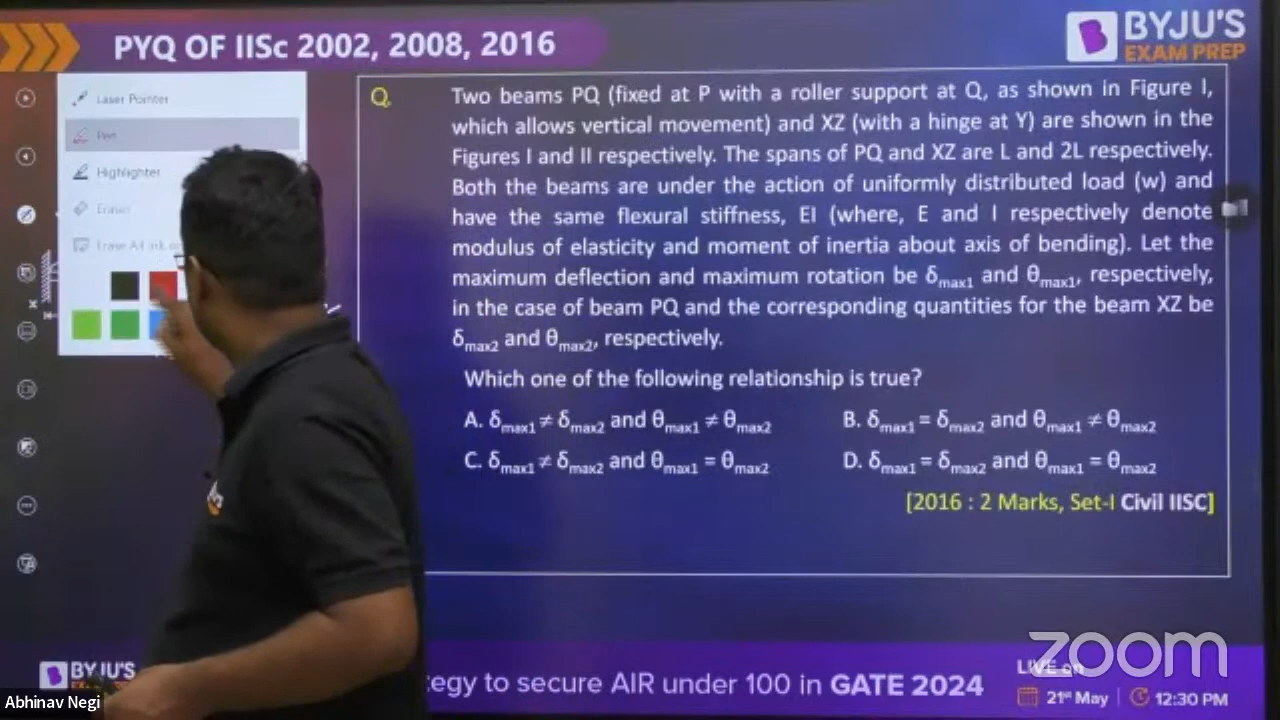 PYQ OF IISc 2002, 2008, 2016
BYJU'S
EXAM PREP
Laser Pointer
Pen
Highlighter
Eraser
Erase All Ink on
Q.
Two beams PQ (fixed at P with a roller support at Q, as shown in Figure I,
which allows vertical movement) and XZ (with a hinge at Y) are shown in the
Figures I and II respectively. The spans of PQ and XZ are L and 2L respectively.
Both the beams are under the action of uniformly distributed load (w) and
have the same flexural stiffness, EI (where, E and I respectively denote
modulus of elasticity and moment of inertia about axis of bending). Let the
maximum deflection and maximum rotation be δmax1 and θmax1, respectively,
in the case of beam PQ and the corresponding quantities for the beam XZ be
δmax2 and θmax2, respectively.
Which one of the following relationship is true?
A. δmax1 ≠ δmax2 and θmax1 ≠ θmax2
B. δmax1 = δmax2 and θmax1 ≠ θmax2
C. δmax1 ≠ δmax2 and θmax1 = θmax2
D. δmax1 = δmax2 and θmax1 = θmax2
[2016 : 2 Marks, Set-I Civil IISC]
BYJU'S
tegy to secure AIR under 100 in GATE 2024
LIVE on
21st May
12:30 PM
zoom
Abhinav Negi